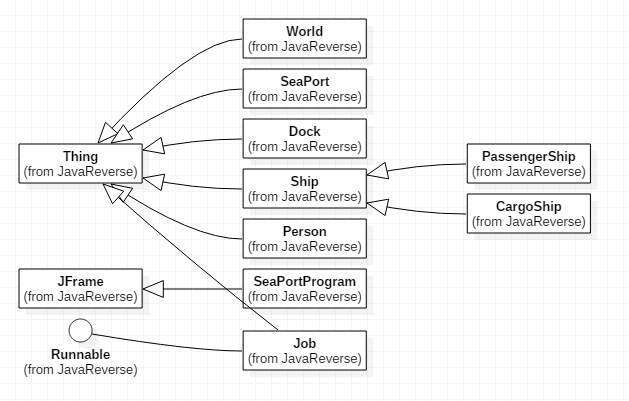 World
(from JavaReverse)
SeaPort
(from JavaReverse)
Dock
(from JavaReverse)
Thing
(from JavaReverse)
Ship
(from JavaReverse)
PassengerShip
(from JavaReverse)
CargoShip
(from JavaReverse)
Person
(from JavaReverse)
JFrame
(from JavaReverse)
SeaPortProgram
(from JavaReverse)
Runnable
(from JavaReverse)
Job
(from JavaReverse)